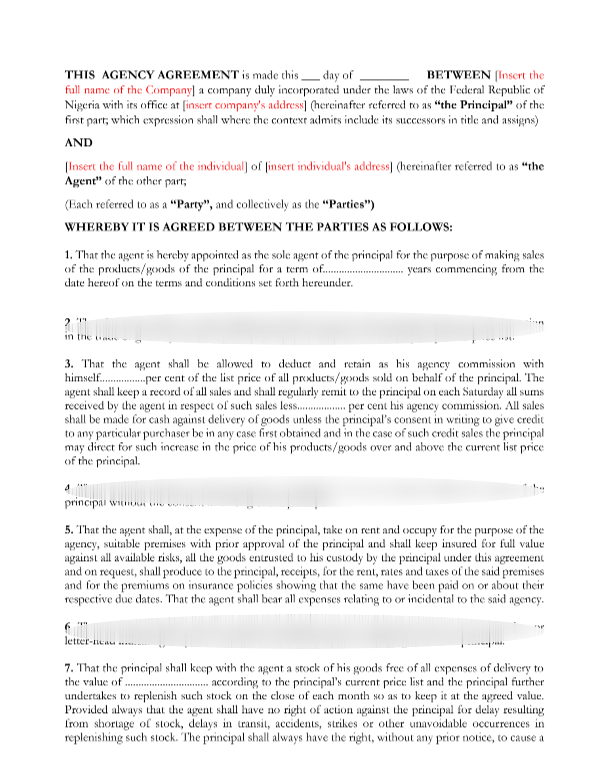 THIS AGENCY AGREEMENT is made this ___ day of ________ BETWEEN [Insert the
full name of the Company] a company duly incorporated under the laws of the Federal Republic of
Nigeria with its office at [insert company's address] (hereinafter referred to as “the Principal” of the
first part; which expression shall where the context admits include its successors in title and assigns)
AND
[Insert the full name of the individual] of [insert individual's address] (hereinafter referred to as “the
Agent” of the other part;
(Each referred to as a “Party”, and collectively as the “Parties”)
WHEREBY IT IS AGREED BETWEEN THE PARTIES AS FOLLOWS:
1. That the agent is hereby appointed as the sole agent of the principal for the purpose of making sales
of the products/goods of the principal for a term of............................. years commencing from the
date hereof on the terms and conditions set forth hereunder.
2.
in the
3. That the agent shall be allowed to deduct and retain as his agency commission with
himself.................per cent of the list price of all products/goods sold on behalf of the principal. The
agent shall keep a record of all sales and shall regularly remit to the principal on each Saturday all sums
received by the agent in respect of such sales less................. per cent his agency commission. All sales
shall be made for cash against delivery of goods unless the principal's consent in writing to give credit
to any particular purchaser be in any case first obtained and in the case of such credit sales the principal
may direct for such increase in the price of his products/goods over and above the current list price
of the principal.
4.
principal without
5. That the agent shall, at the expense of the principal, take on rent and occupy for the purpose of the
agency, suitable premises with prior approval of the principal and shall keep insured for full value
against all available risks, all the goods entrusted to his custody by the principal under this agreement
and on request, shall produce to the principal, receipts, for the rent, rates and taxes of the said premises
and for the premiums on insurance policies showing that the same have been paid on or about their
respective due dates. That the agent shall bear all expenses relating to or incidental to the said agency.
6.
letter-head
7. That the principal shall keep with the agent a stock of his goods free of all expenses of delivery to
the value of .............................. according to the principal's current price list and the principal further
undertakes to replenish such stock on the close of each month so as to keep it at the agreed value.
Provided always that the agent shall have no right of action against the principal for delay resulting
from shortage of stock, delays in transit, accidents, strikes or other unavoidable occurrences in
replenishing such stock. The principal shall always have the right, without any prior notice, to cause a